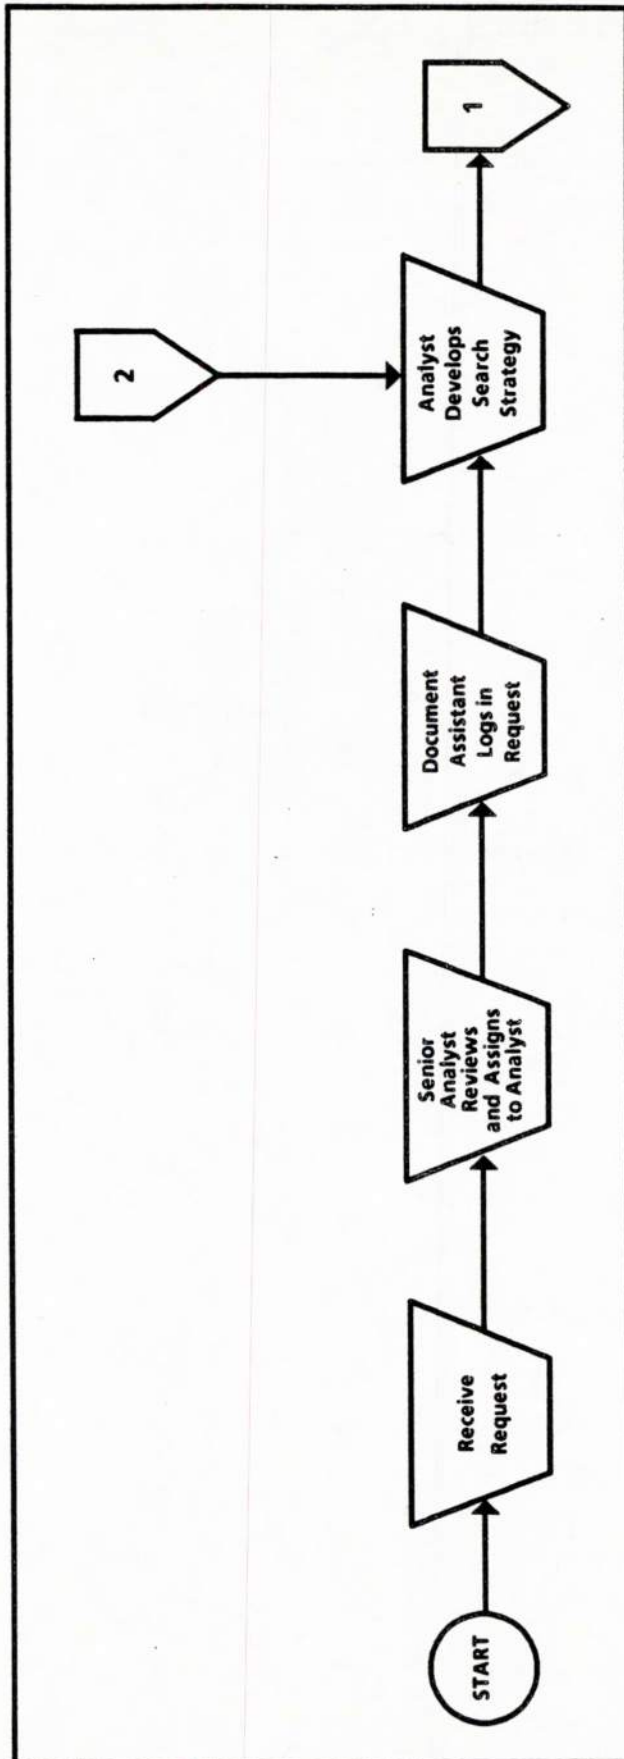 START
Receive
Request
Senior
Analyst
Reviews
and Assigns
to Analyst
Document
Assistant
Logs in
Request
2
Analyst
Develops
Search
Strategy
1